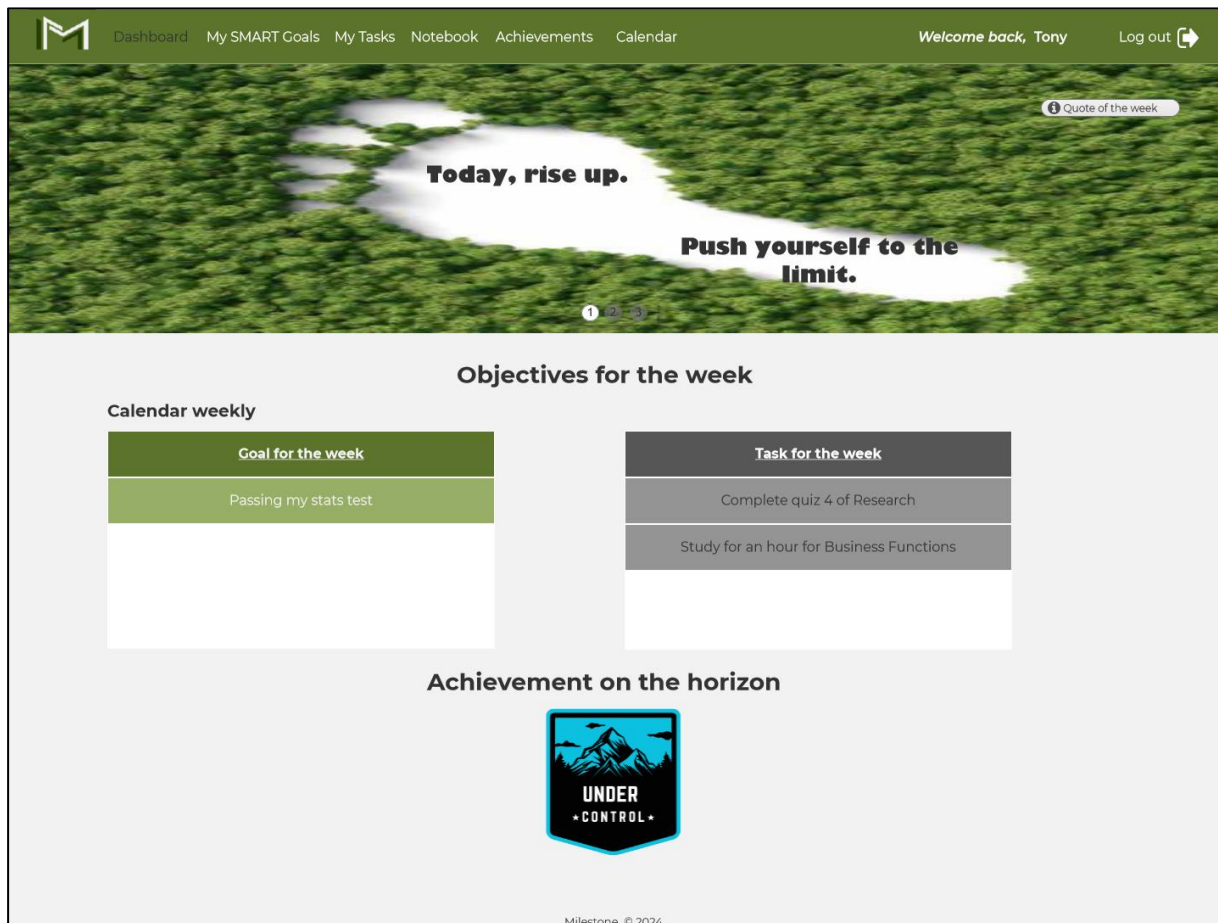 Dashboard My SMART Goals My Tasks Notebook Achievements Calendar Welcome back, Tony Log out
Quote of the week
Today, rise up.
Push yourself to the
limit.
1 2 3
Objectives for the week
Calendar weekly
Goal for the week
Passing my stats test
Task for the week
Complete quiz 4 of Research
Study for an hour for Business Functions
Achievement on the horizon
UNDER
CONTROL
Milestone © 2024